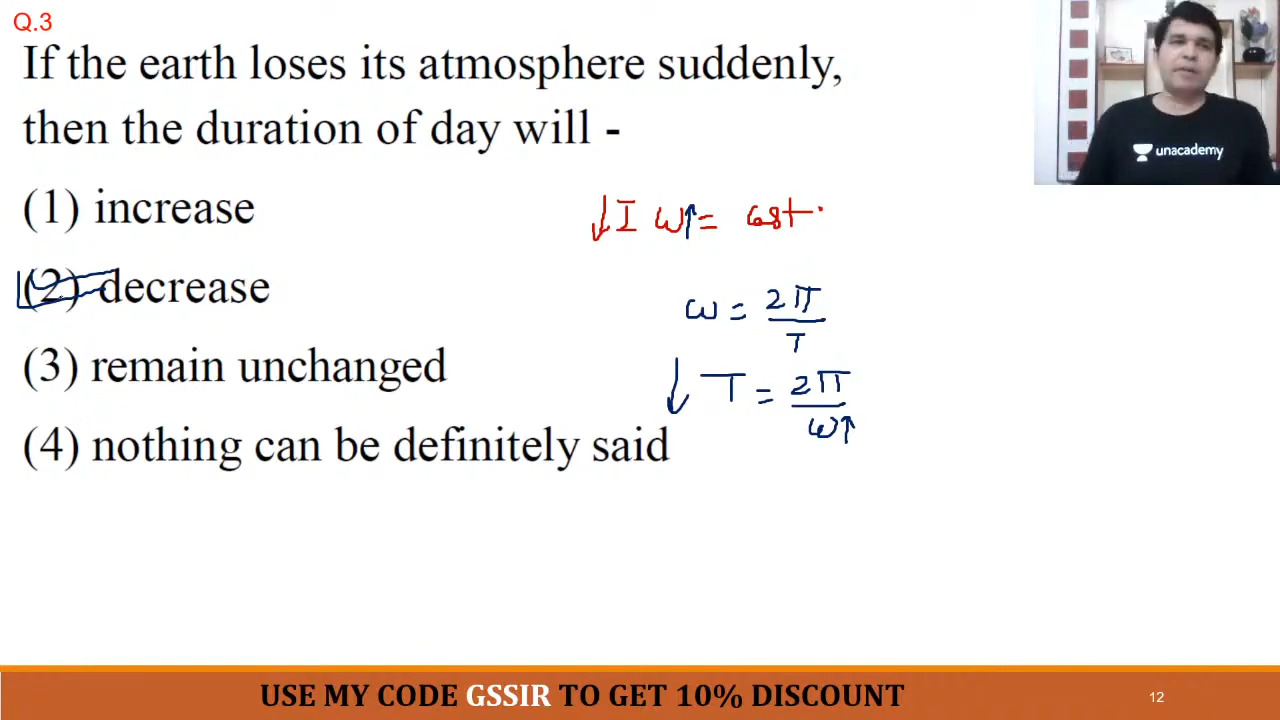 Q.3
If the earth loses its atmosphere suddenly,
then the duration of day will -
(1) increase
(2) decrease
(3) remain unchanged
(4) nothing can be definitely said
↓I ω↑= cost.
ω = 2π/T
↓ T = 2π/ω↑
unacademy
USE MY CODE GSSIR TO GET 10% DISCOUNT
12